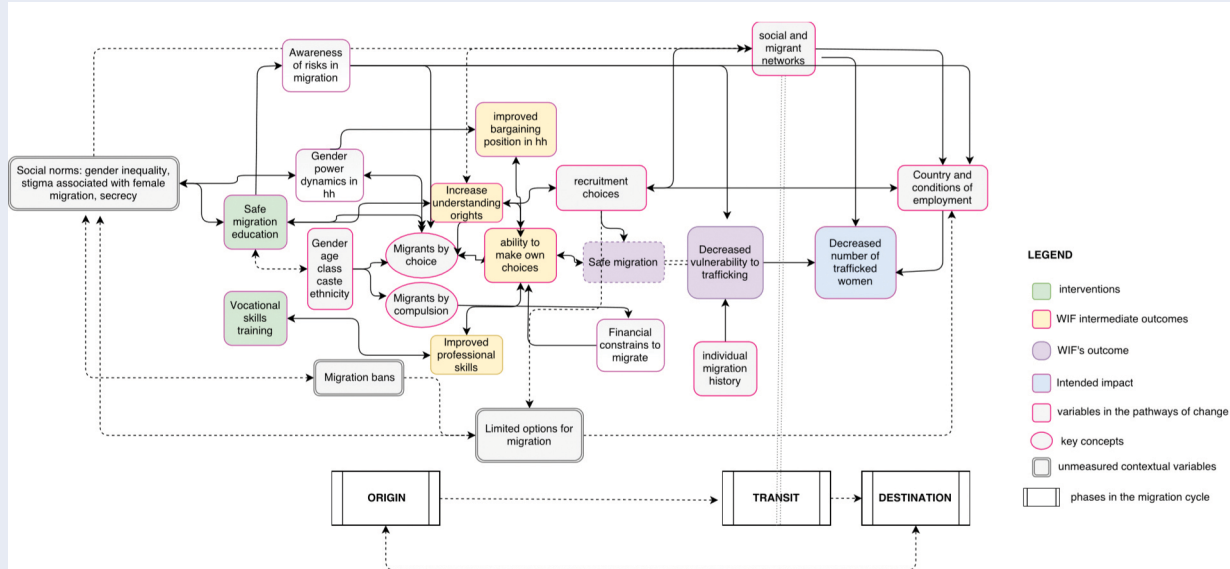 social and
migrant
networks
Awareness
of risks in
migration
improved
bargaining
position in hh
Social norms: gender inequality,
stigma associated with female
migration, secrecy
Gender
power
dynamics in
hh
recruitment
choices
Country and
conditions of
employment
Safe
migration
education
Increase
understanding
orights
Gender
age
class
caste
ethnicity
Migrants by
choice
ability to
make own
choices
Safe migration
Decreased
vulnerability to
trafficking
Decreased
number of
trafficked
women
Vocational
skills
training
Migrants by
compulsion
Improved
professional
skills
Financial
constrains to
migrate
individual
migration
history
Migration bans
Limited options for
migration
ORIGIN
TRANSIT
DESTINATION
LEGEND
interventions
WIF intermediate outcomes
WIF's outcome
Intended impact
variables in the pathways of change
key concepts
unmeasured contextual variables
phases in the migration cycle